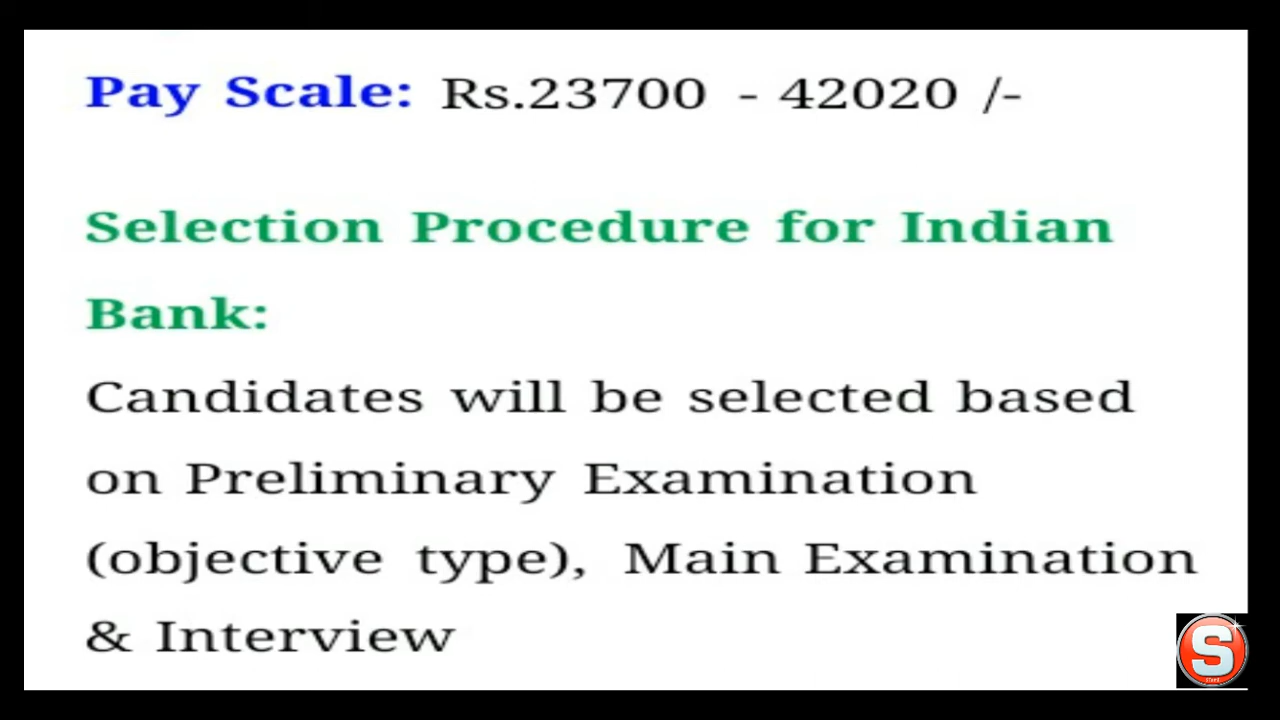 Pay Scale: Rs.23700 - 42020 /-
Selection Procedure for Indian
Bank:
Candidates will be selected based
on Preliminary Examination
(objective type), Main Examination
& Interview
S